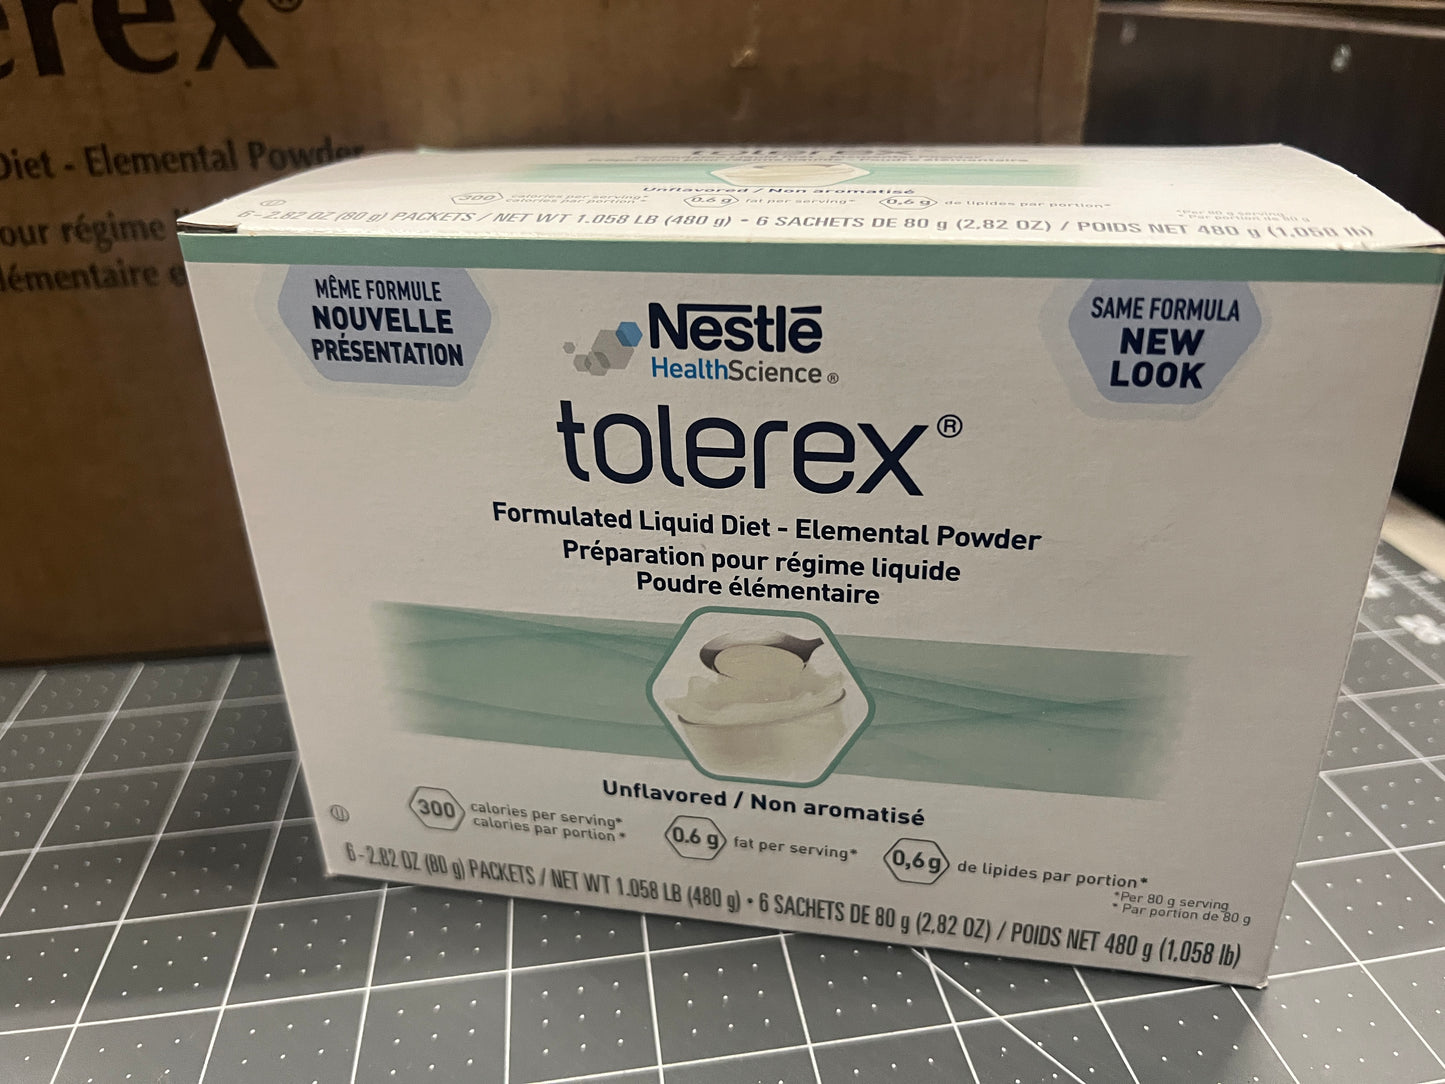 erex®
Diet - Elemental Powder
our régime
lémentaire e
tolerex
Unflavored / Non aromatisé
300 calories per serving*
calories par portion*
0.6 g fat per serving*
0,6 g de lipides par portion*
*Per 80 g serving
*Par portion de 80 g
6-2.82 OZ (80 g) PACKETS / NET WT 1.058 LB (480 g) • 6 SACHETS DE 80 g (2,82 OZ) / POIDS NET 480 g (1,058 lb)
MÊME FORMULE
NOUVELLE
PRÉSENTATION
Nestlé
HealthScience®
SAME FORMULA
NEW
LOOK
tolerex®
Formulated Liquid Diet - Elemental Powder
Préparation pour régime liquide
Poudre élémentaire
Unflavored / Non aromatisé
300 calories per serving*
calories par portion*
0.6 g fat per serving*
0,6 g de lipides par portion*
*Per 80 g serving
*Par portion de 80 g
U
6-2.82 OZ (80 g) PACKETS / NET WT 1.058 LB (480 g) • 6 SACHETS DE 80 g (2,82 OZ) / POIDS NET 480 g (1,058 lb)